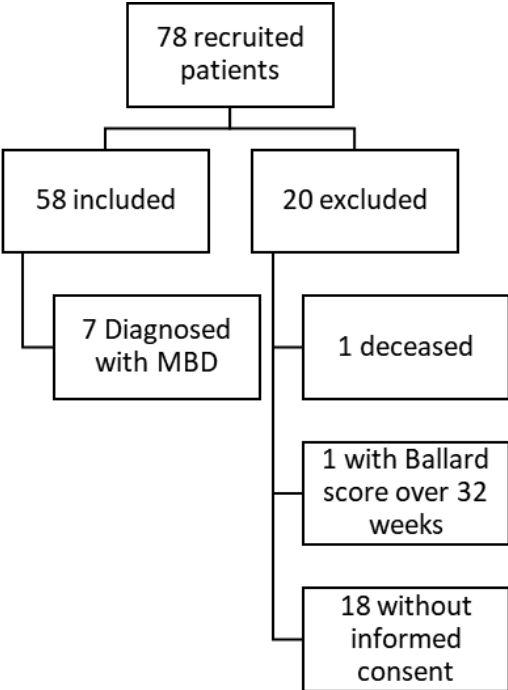 78 recruited
patients
58 included
20 excluded
7 Diagnosed
with MBD
1 deceased
1 with Ballard
score over 32
weeks
18 without
informed
consent